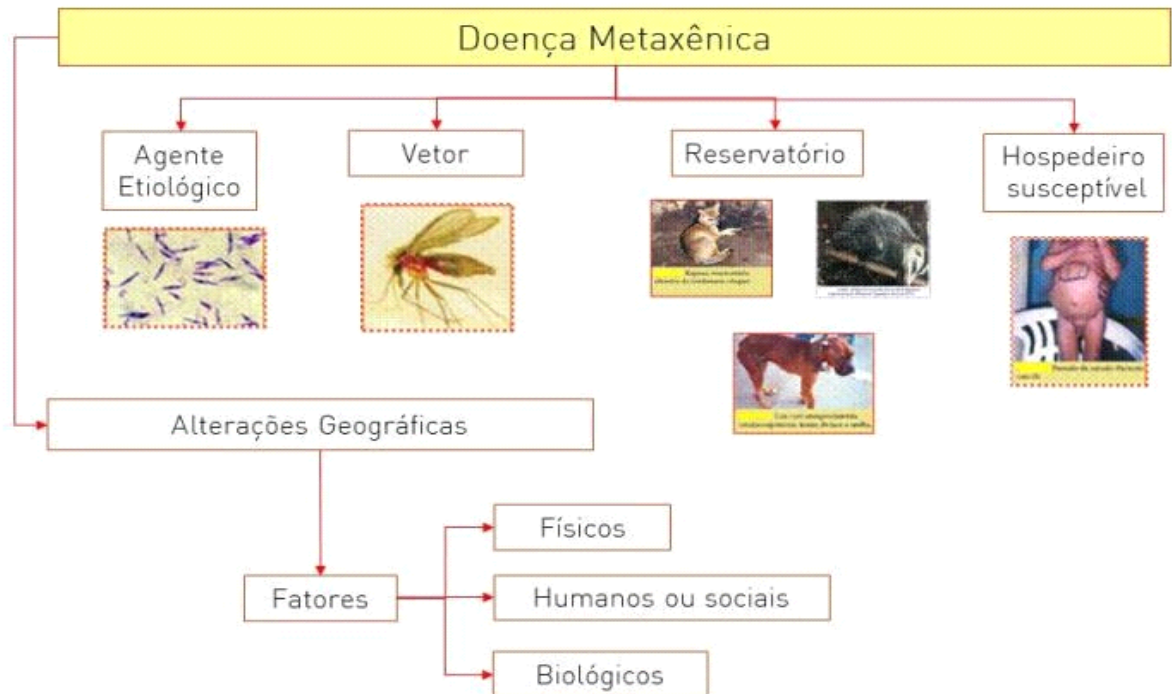 Doença Metaxênica
Agente
Etiológico
Vetor
Reservatório
Hospedeiro
susceptível
Alterações Geográficas
Fatores
Físicos
Humanos ou sociais
Biológicos